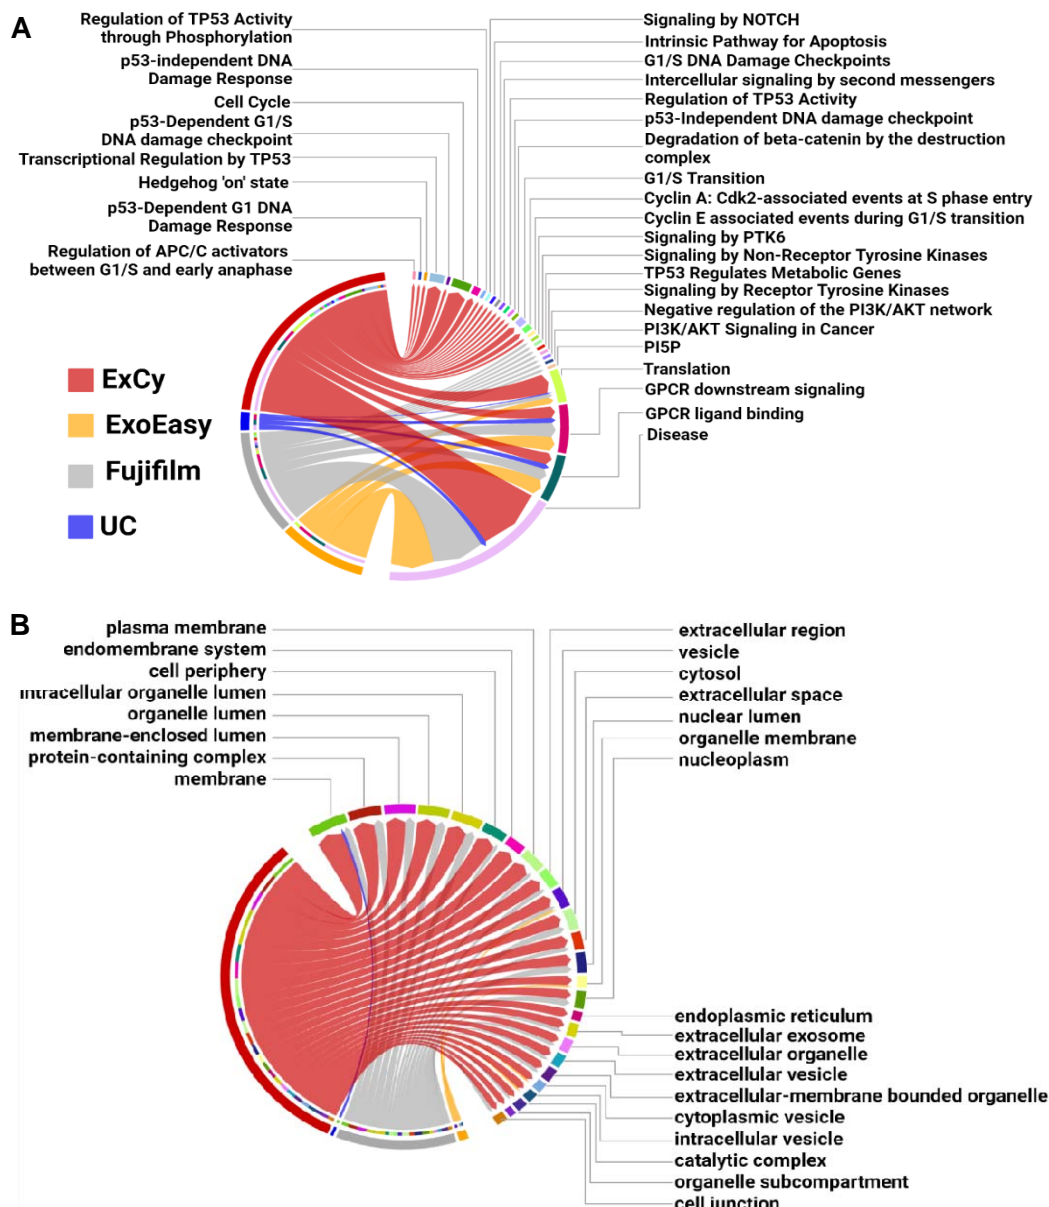 A
Regulation of TP53 Activity
through Phosphorylation
p53-independent DNA
Damage Response
Cell Cycle
p53-Dependent G1/S
DNA damage checkpoint
Transcriptional Regulation by TP53
Hedgehog 'on' state
p53-Dependent G1 DNA
Damage Response
Regulation of APC/C activators
between G1/S and early anaphase
Signaling by NOTCH
Intrinsic Pathway for Apoptosis
G1/S DNA Damage Checkpoints
Intercellular signaling by second messengers
Regulation of TP53 Activity
p53-Independent DNA damage checkpoint
Degradation of beta-catenin by the destruction
complex
G1/S Transition
Cyclin A: Cdk2-associated events at S phase entry
Cyclin E associated events during G1/S transition
Signaling by PTK6
Signaling by Non-Receptor Tyrosine Kinases
TP53 Regulates Metabolic Genes
Signaling by Receptor Tyrosine Kinases
Negative regulation of the PI3K/AKT network
PI3K/AKT Signaling in Cancer
PI5P
Translation
GPCR downstream signaling
GPCR ligand binding
Disease
ExCy
ExoEasy
Fujifilm
UC
B
plasma membrane
endomembrane system
cell periphery
intracellular organelle lumen
organelle lumen
membrane-enclosed lumen
protein-containing complex
membrane
extracellular region
vesicle
cytosol
extracellular space
nuclear lumen
organelle membrane
nucleoplasm
endoplasmic reticulum
extracellular exosome
extracellular organelle
extracellular vesicle
extracellular-membrane bounded organelle
cytoplasmic vesicle
intracellular vesicle
catalytic complex
organelle subcompartment
cell junction